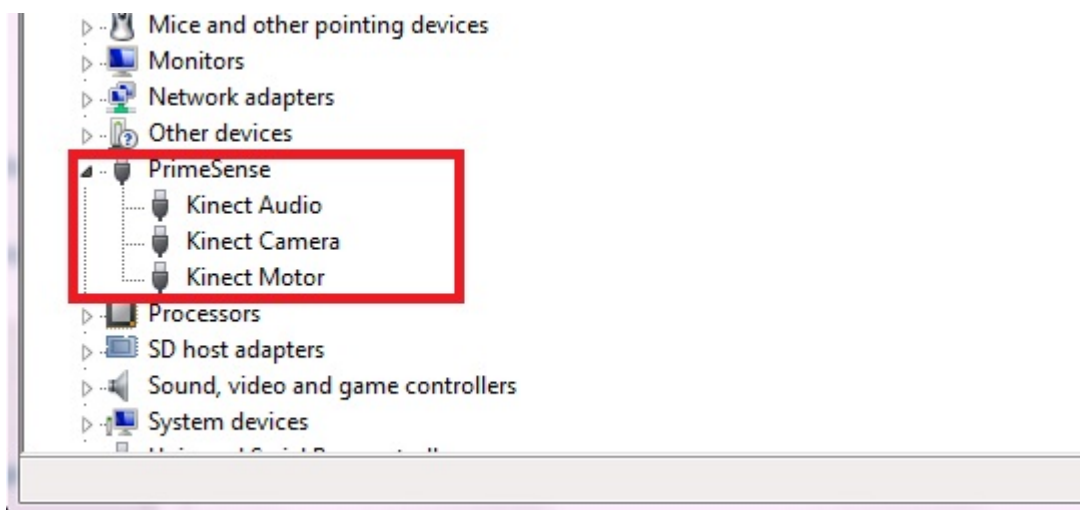 Mice and other pointing devices
Monitors
Network adapters
Other devices
PrimeSense
Kinect Audio
Kinect Camera
Kinect Motor
Processors
SD host adapters
Sound, video and game controllers
System devices